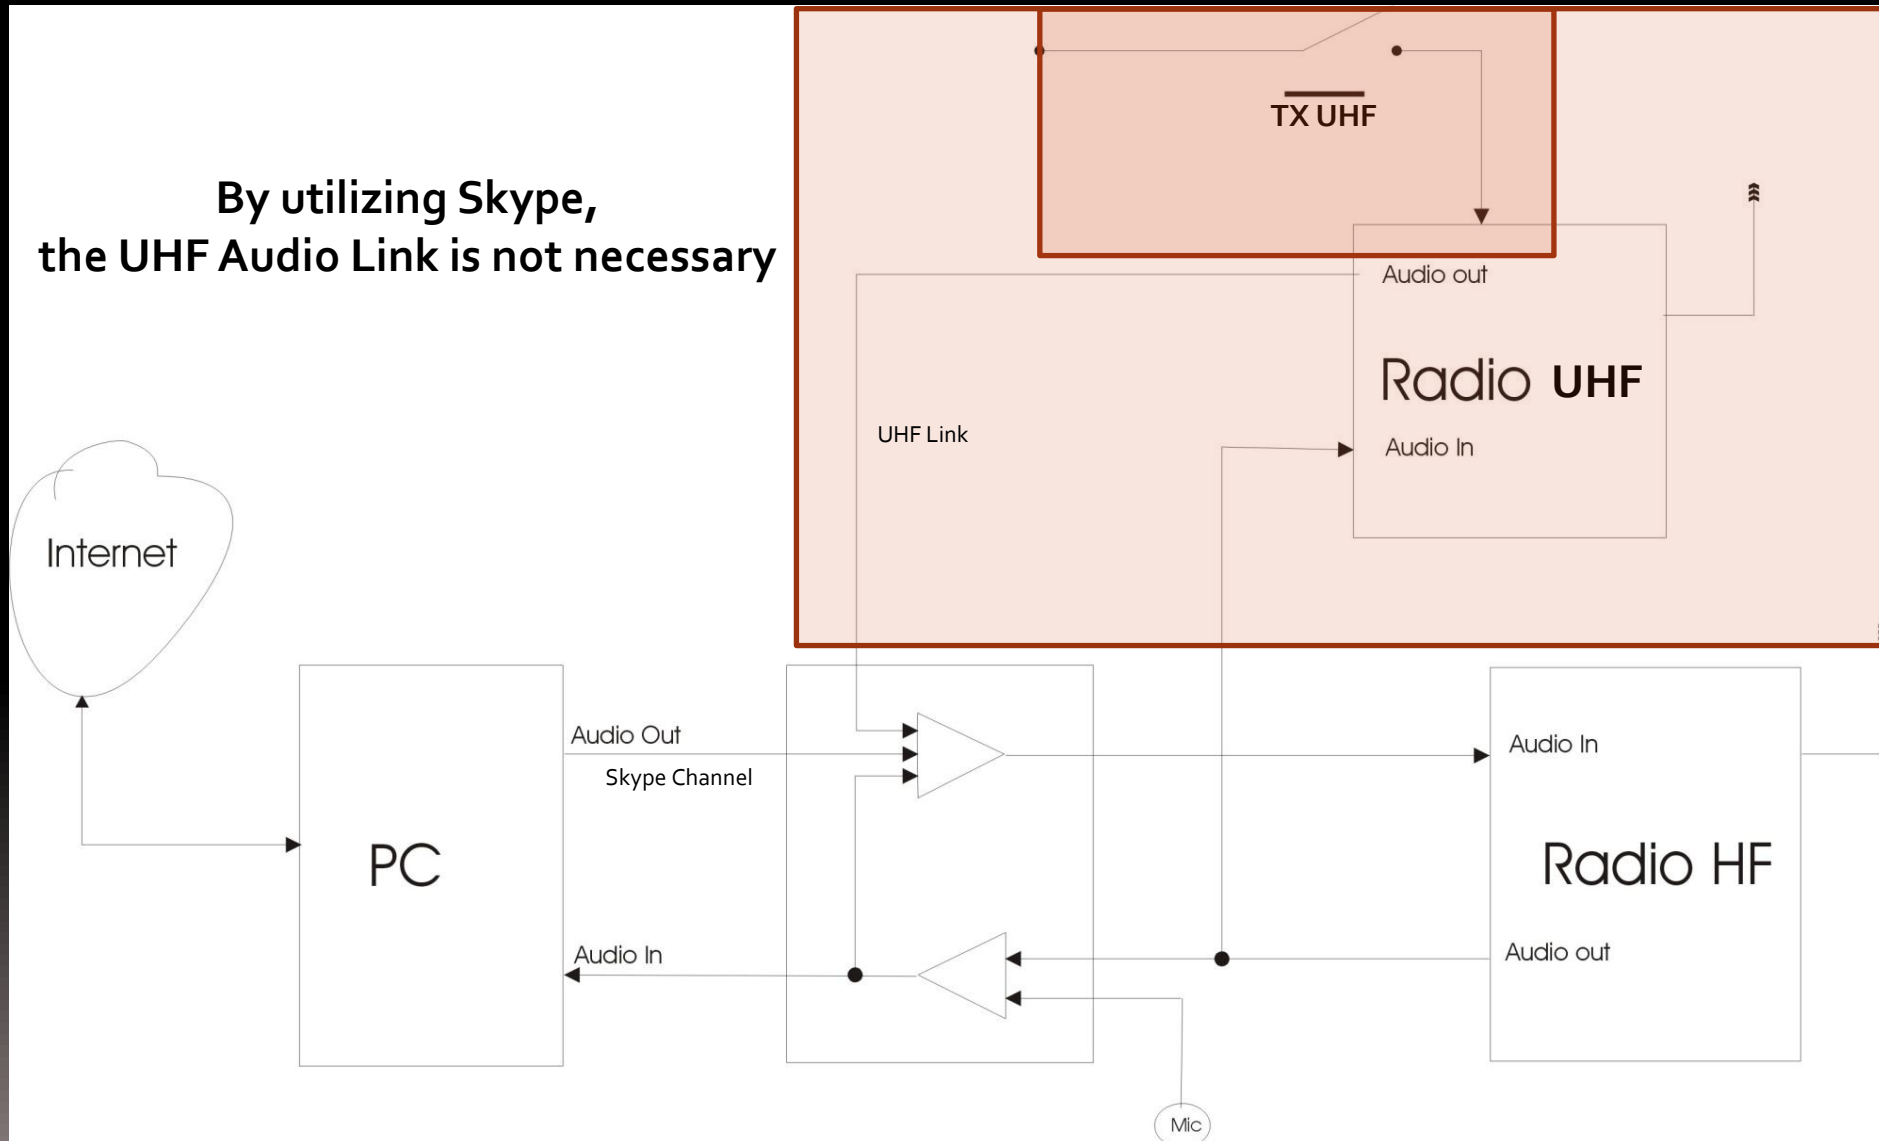 TX UHF
By utilizing Skype,
the UHF Audio Link is not necessary
Audio out
Radio UHF
UHF Link
Audio In
Internet
Audio Out
Audio In
Skype Channel
PC
Radio HF
Audio In
Audio out
Mic